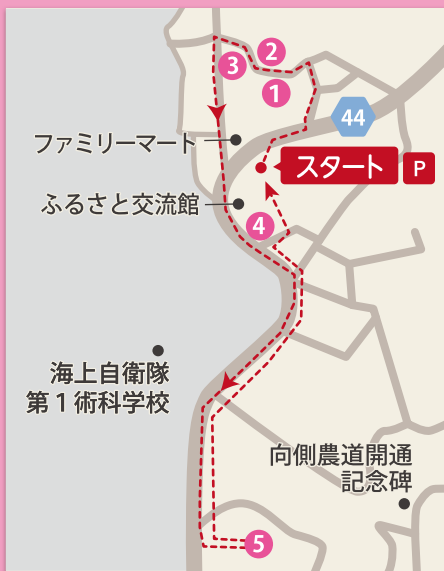 2
3
1
44
ファミリーマート
スタート P
ふるさと交流館
4
海上自衛隊
第1術科学校
向側農道開通
記念碑
5